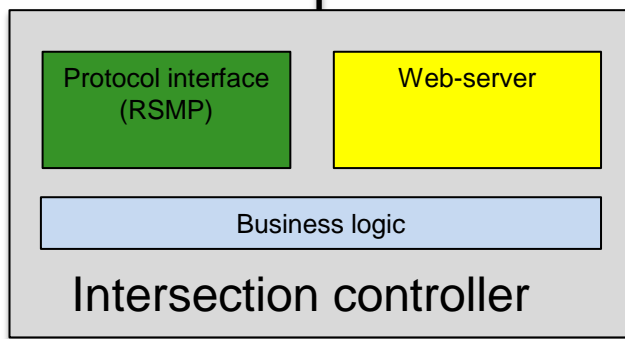 Protocol interface
(RSMP)
Web-server
Business logic
Intersection controller